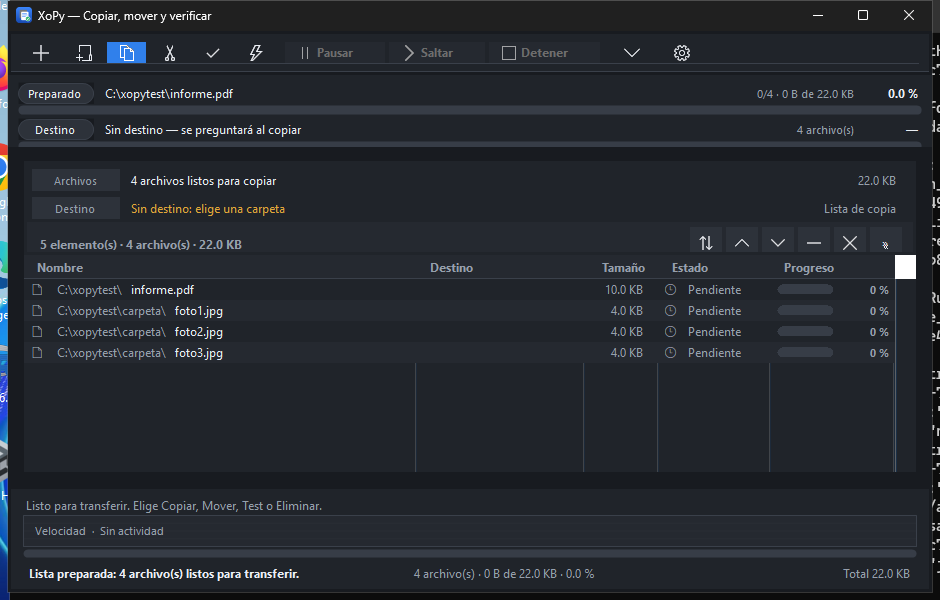 XoPy — Copiar, mover y verificar
Pausar Saltar Detener
Preparado C:\xopytest\informe.pdf 0/4 · 0 B de 22.0 KB 0.0 %
Destino Sin destino — se preguntará al copiar 4 archivo(s) —
Archivos 4 archivos listos para copiar 22.0 KB
Destino Sin destino: elige una carpeta Lista de copia
5 elemento(s) · 4 archivo(s) · 22.0 KB
Nombre Destino Tamaño Estado Progreso
C:\xopytest\ informe.pdf 10.0 KB Pendiente 0 %
C:\xopytest\carpeta\ foto1.jpg 4.0 KB Pendiente 0 %
C:\xopytest\carpeta\ foto2.jpg 4.0 KB Pendiente 0 %
C:\xopytest\carpeta\ foto3.jpg 4.0 KB Pendiente 0 %
Listo para transferir. Elige Copiar, Mover, Test o Eliminar.
Velocidad · Sin actividad
Lista preparada: 4 archivo(s) listos para transferir. 4 archivo(s) · 0 B de 22.0 KB · 0.0 % Total 22.0 KB